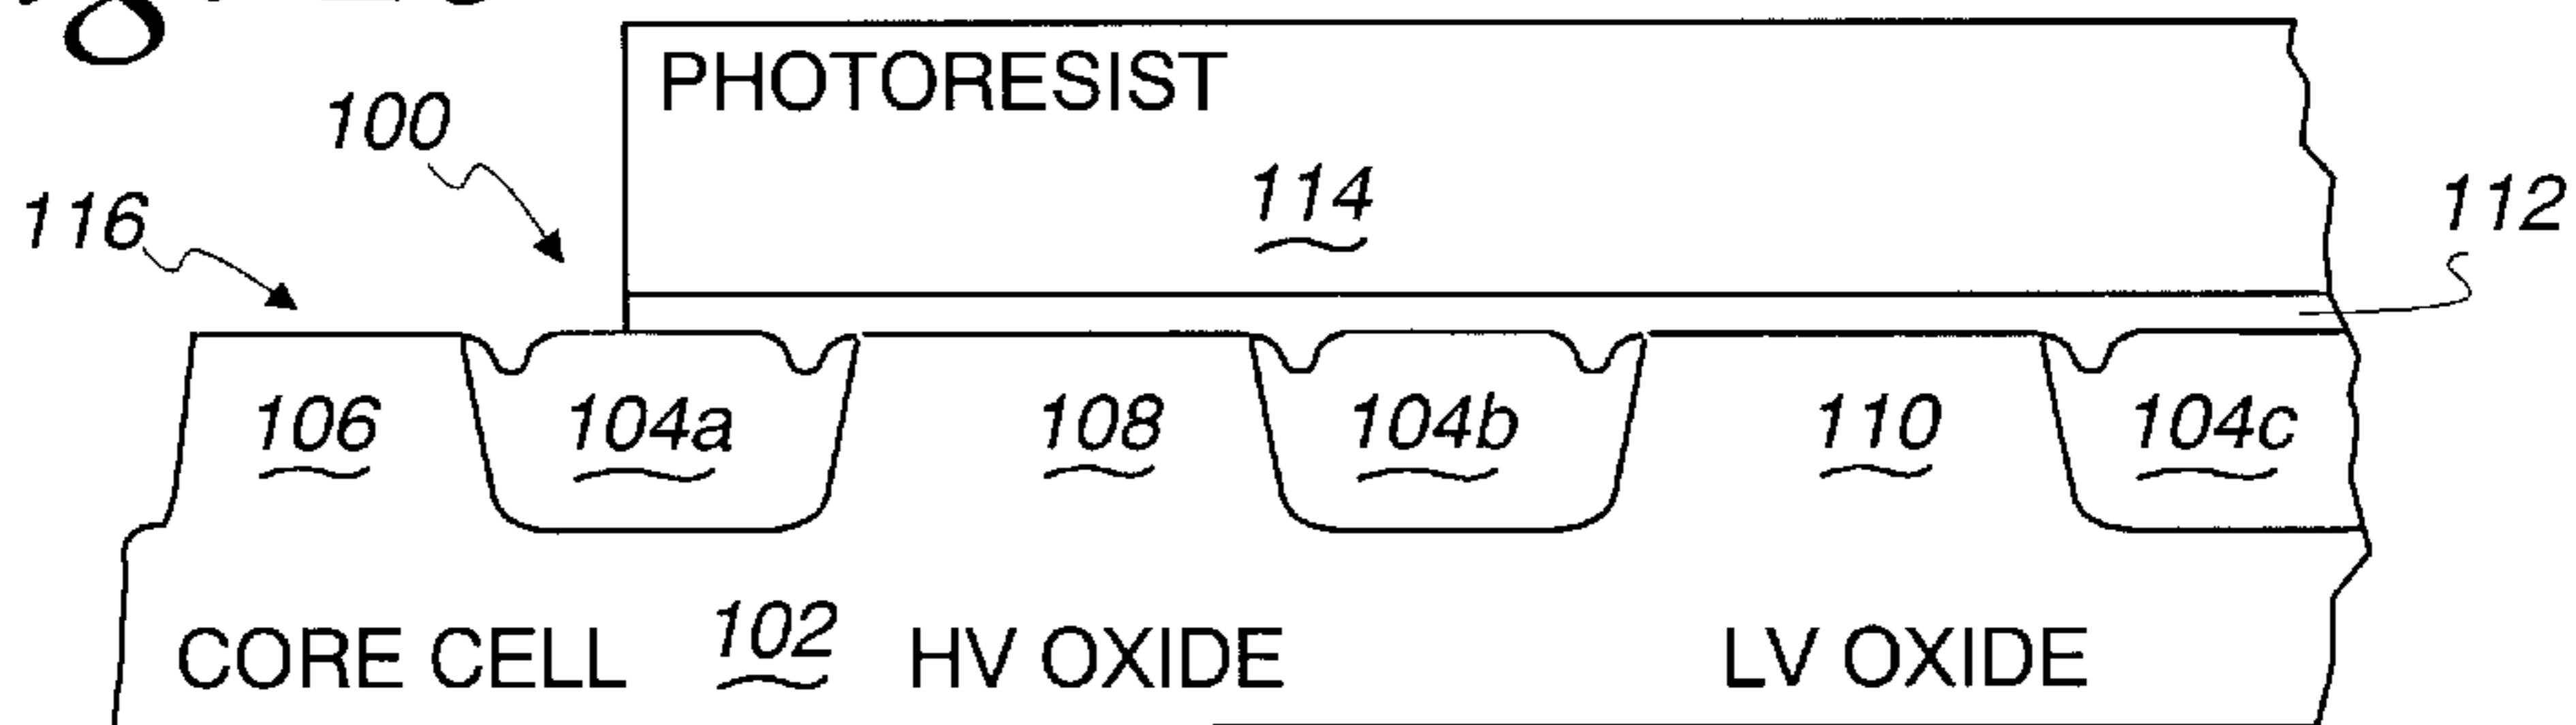 PHOTORESIST
100
114
116
112
106
104a
108
104b
110
104c
CORE CELL
102
HV OXIDE
LV OXIDE